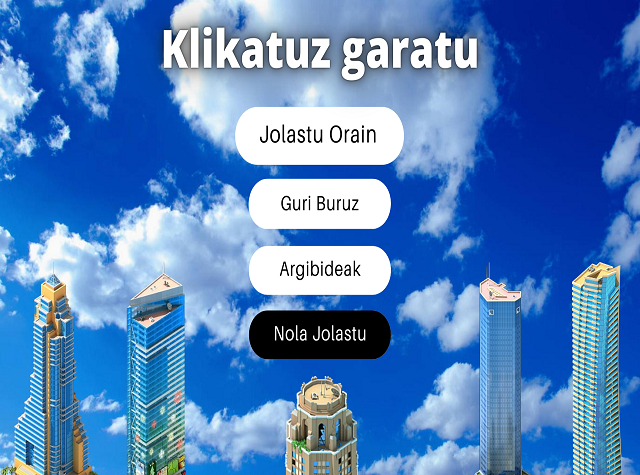 Klikatuz garatu
Jolastu Orain
Guri Buruz
Argibideak
Nola Jolastu